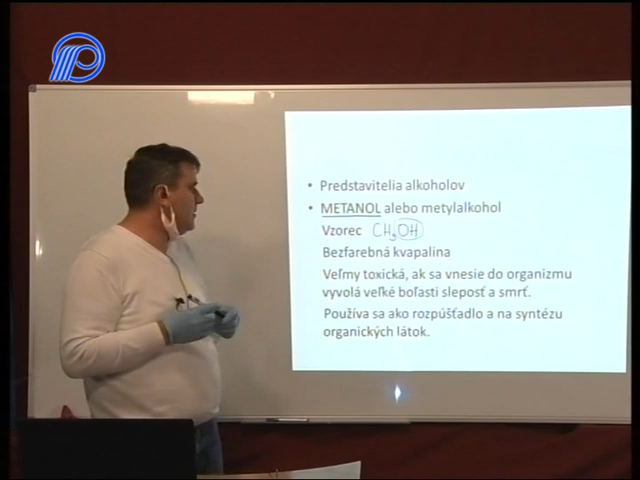 • Predstavitelia alkoholov
• METANOL alebo metylalkohol
Vzorec CH₃OH
Bezfarebná kvapalina
Veľmy toxická, ak sa vnesie do organizmu
vyvolá veľké boľasti sleposť a smrť.
Používa sa ako rozpúšťadlo a na syntézu
organických látok.